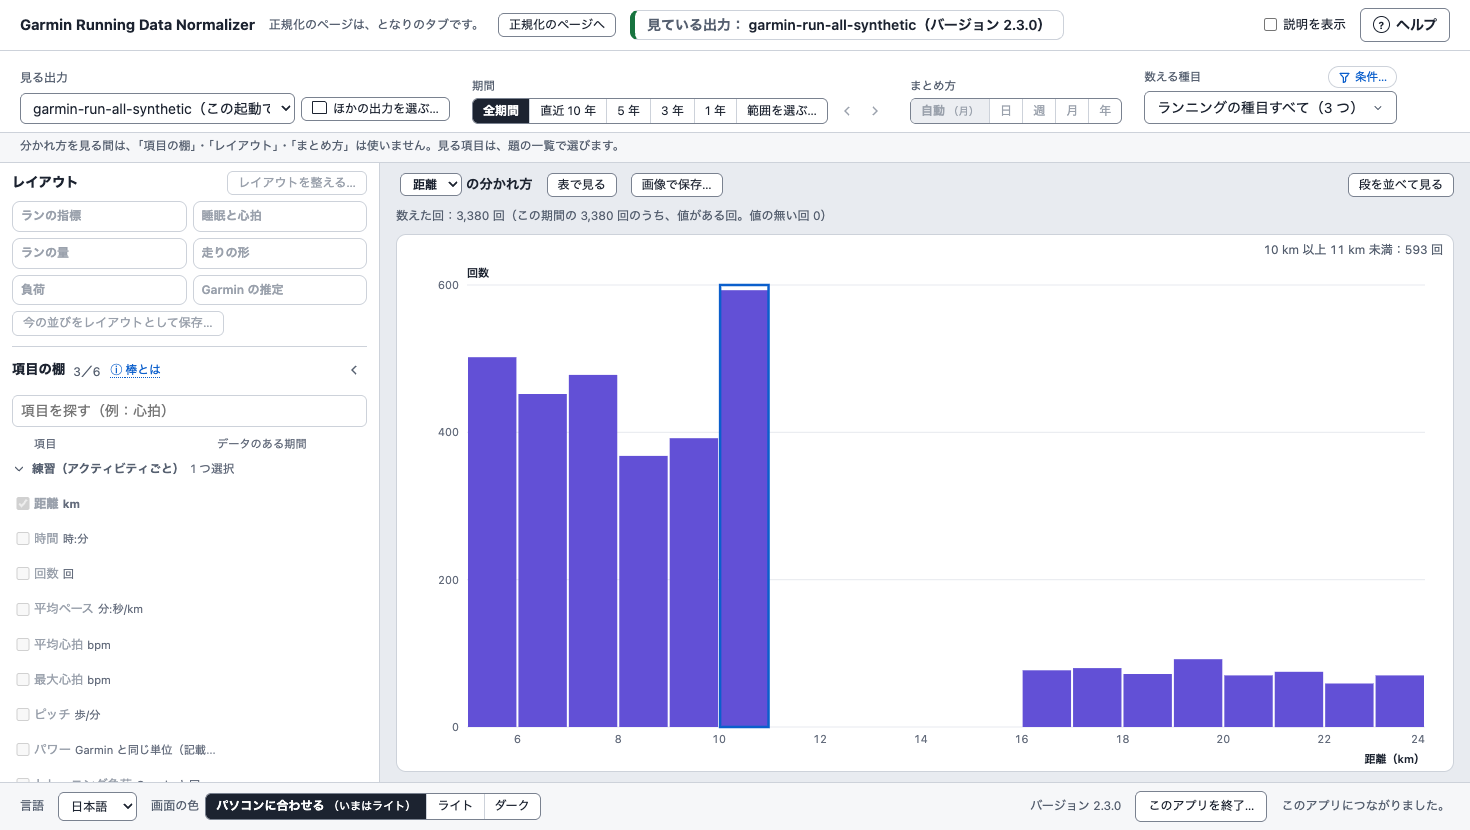 Garmin Running Data Normalizer
正規化のページは、となりのタブです。
正規化のページへ
見ている出力： garmin-run-all-synthetic（バージョン 2.3.0）
説明を表示
ヘルプ
見る出力
garmin-run-all-synthetic（この起動で
ほかの出力を選ぶ...
期間
全期間
直近 10 年
5 年
3 年
1 年
範囲を選ぶ...
まとめ方
自動 （月）
日
週
月
年
数える種目
条件...
ランニングの種目すべて（3 つ）
分かれ方を見る間は、「項目の棚」・「レイアウト」・「まとめ方」は使いません。見る項目は、題の一覧で選びます。
レイアウト
レイアウトを整える...
ランの指標
睡眠と心拍
ランの量
走りの形
負荷
Garmin の推定
今の並びをレイアウトとして保存...
項目の棚 3／6 ⓘ 棒とは
項目を探す（例：心拍）
項目
データのある期間
練習（アクティビティごと） 1 つ選択
距離 km
時間 時:分
回数 回
平均ペース 分:秒/km
平均心拍 bpm
最大心拍 bpm
ピッチ 歩/分
パワー Garmin と同じ単位（記載...
距離 の分かれ方
表で見る
画像で保存...
段を並べて見る
数えた回：3,380 回（この期間の 3,380 回のうち、値がある回。値の無い回 0）
10 km 以上 11 km 未満：593 回
回数
600
400
200
0
6 8 10 12 14 16 18 20 22 24
距離（km）
言語
日本語
画面の色
パソコンに合わせる （いまはライト）
ライト
ダーク
バージョン 2.3.0
このアプリを終了...
このアプリにつながりました。